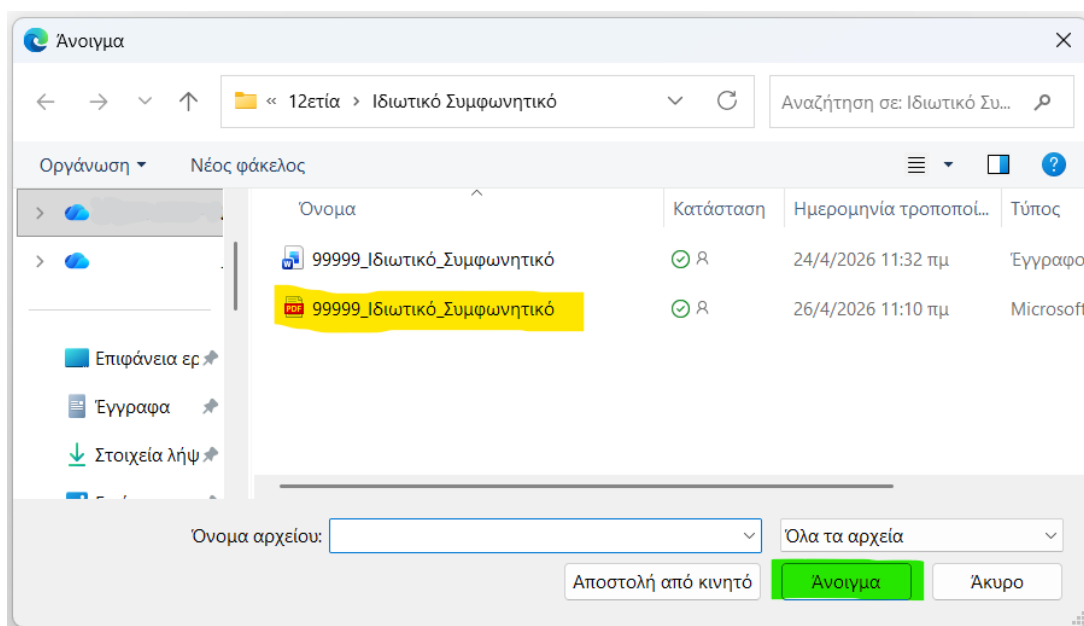 Άνοιγμα
« 12ετία > Ιδιωτικό Συμφωνητικό
Αναζήτηση σε: Ιδιωτικό Συ...
Οργάνωση Νέος φάκελος
Όνομα Κατάσταση Ημερομηνία τροποποί... Τύπος
99999_Ιδιωτικό_Συμφωνητικό 24/4/2026 11:32 πμ Έγγραφο
PDF 99999_Ιδιωτικό_Συμφωνητικό 26/4/2026 11:10 πμ Microsoft
Επιφάνεια ερ
Έγγραφα
Στοιχεία λήψ
Όνομα αρχείου: Όλα τα αρχεία
Αποστολή από κινητό Άνοιγμα Άκυρο